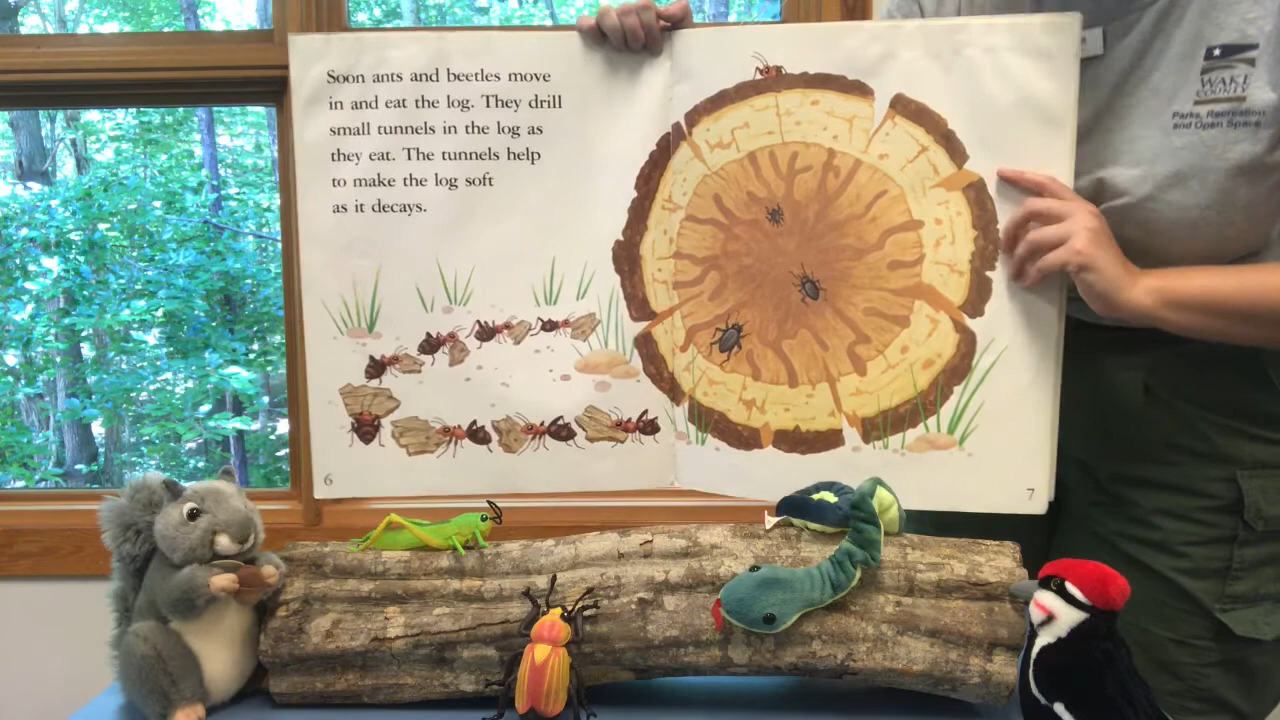 Soon ants and beetles move
in and eat the log. They drill
small tunnels in the log as
they eat. The tunnels help
to make the log soft
as it decays.
6
7
WAKE
COUNTY
Parks, Recreation
and Open Space